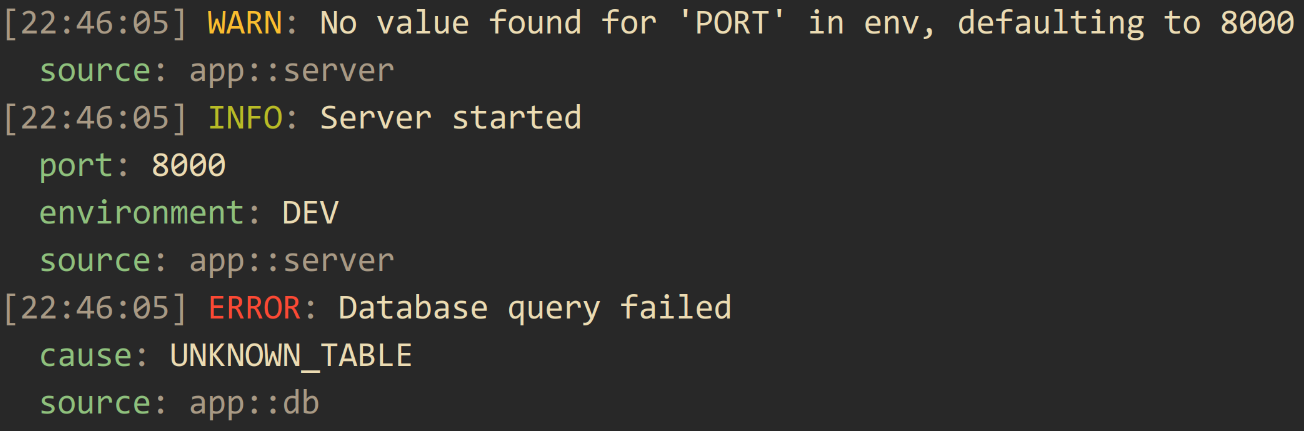 [22:46:05] WARN: No value found for 'PORT' in env, defaulting to 8000
  source: app::server
[22:46:05] INFO: Server started
  port: 8000
  environment: DEV
  source: app::server
[22:46:05] ERROR: Database query failed
  cause: UNKNOWN_TABLE
  source: app::db